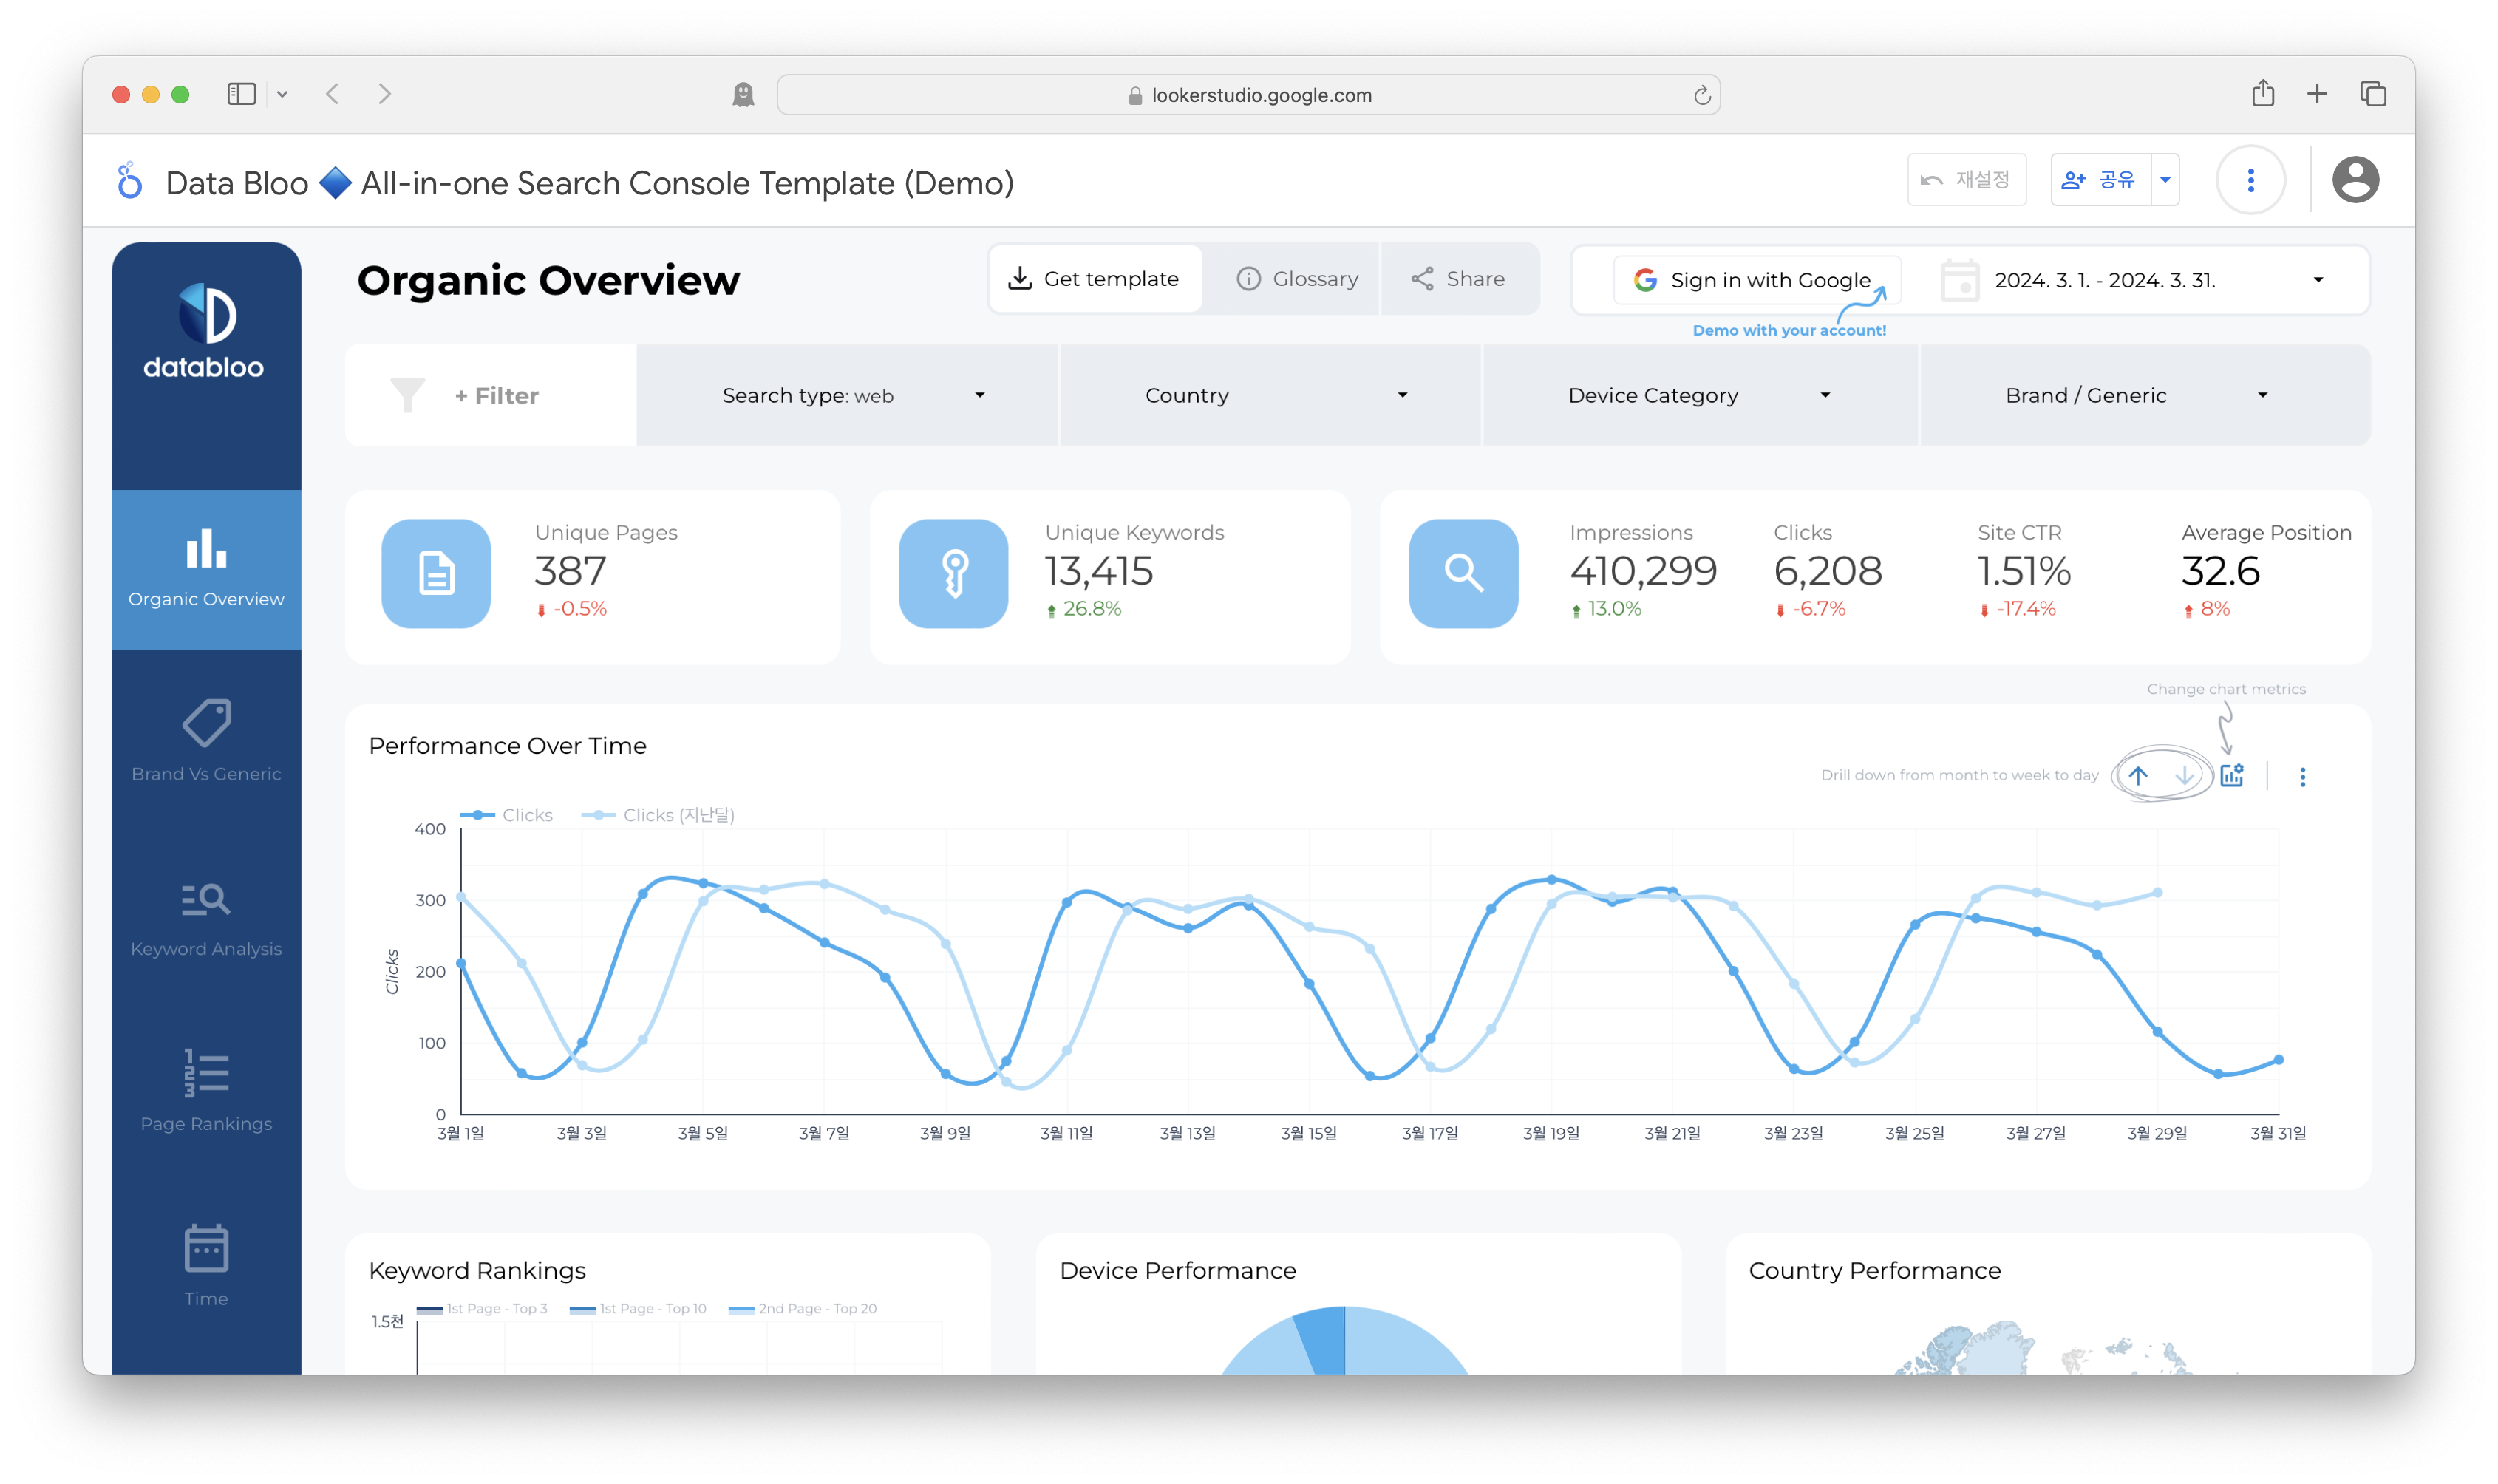 lookerstudio.google.com
Data Bloo 🔷 All-in-one Search Console Template (Demo)
재설정
공유
databloo
Organic Overview
Get template
Glossary
Share
Sign in with Google
2024. 3. 1. - 2024. 3. 31.
Demo with your account!
+ Filter
Search type: web
Country
Device Category
Brand / Generic
Organic Overview
Brand Vs Generic
Keyword Analysis
Page Rankings
Time
Unique Pages
387
-0.5%
Unique Keywords
13,415
26.8%
Impressions
410,299
13.0%
Clicks
6,208
-6.7%
Site CTR
1.51%
-17.4%
Average Position
32.6
8%
Change chart metrics
Performance Over Time
Drill down from month to week to day
Clicks
Clicks (지난달)
400
300
200
100
0
Clicks
3월 1일
3월 3일
3월 5일
3월 7일
3월 9일
3월 11일
3월 13일
3월 15일
3월 17일
3월 19일
3월 21일
3월 23일
3월 25일
3월 27일
3월 29일
3월 31일
Keyword Rankings
1st Page - Top 3
1st Page - Top 10
2nd Page - Top 20
1.5천
Device Performance
Country Performance